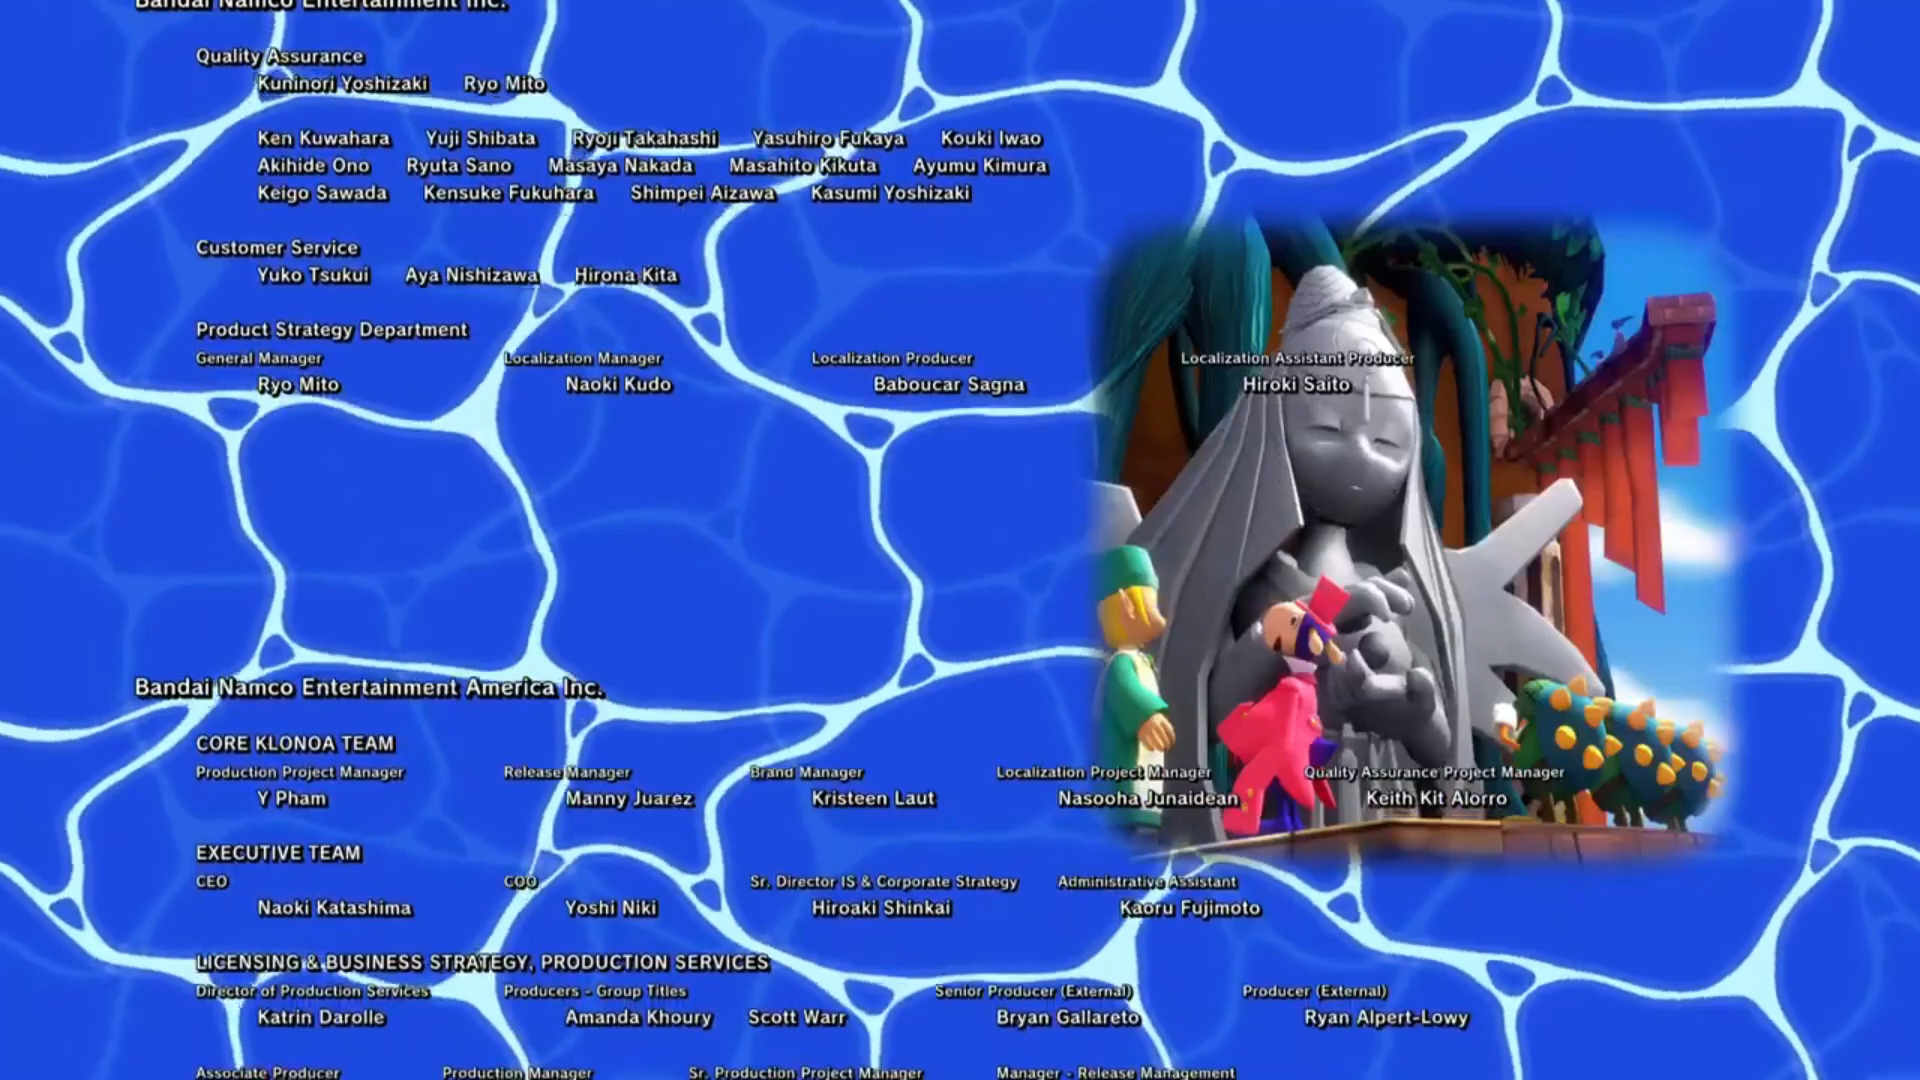 Bandai Namco Entertainment Inc.
Quality Assurance
Kuninori Yoshizaki Ryo Mito
Ken Kuwahara Yuji Shibata Ryoji Takahashi Yasuhiro Fukaya Kouki Iwao
Akihide Ono Ryuta Sano Masaya Nakada Masahito Kikuta Ayumu Kimura
Keigo Sawada Kensuke Fukuhara Shimpei Aizawa Kasumi Yoshizaki
Customer Service
Yuko Tsukui Aya Nishizawa Hirona Kita
Product Strategy Department
General Manager Localization Manager Localization Producer Localization Assistant Producer
Ryo Mito Naoki Kudo Baboucar Sagna Hiroki Saito
Bandai Namco Entertainment America Inc.
CORE KLONOA TEAM
Production Project Manager Release Manager Brand Manager Localization Project Manager Quality Assurance Project Manager
Y Pham Manny Juarez Kristeen Laut Nasooha Junaidean Keith Kit Alorro
EXECUTIVE TEAM
CEO COO Sr. Director IS & Corporate Strategy Administrative Assistant
Naoki Katashima Yoshi Niki Hiroaki Shinkai Kaoru Fujimoto
LICENSING & BUSINESS STRATEGY, PRODUCTION SERVICES
Director of Production Services Producers - Group Titles Senior Producer (External) Producer (External)
Katrin Darolle Amanda Khoury Scott Warr Bryan Gallareto Ryan Alpert-Lowy
Associate Producer Production Manager Sr. Production Project Manager Manager - Release Management